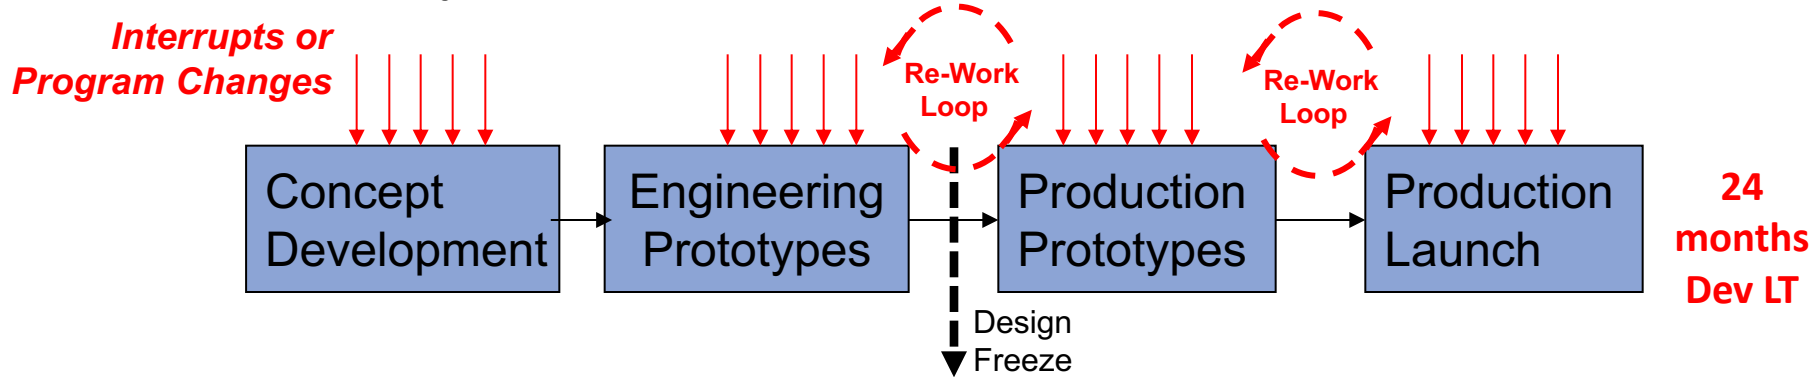 Interrupts or
Program Changes
Re-Work
Loop
Re-Work
Loop
Concept
Development
Engineering
Prototypes
Production
Prototypes
Production
Launch
24
months
Dev LT
Design
Freeze